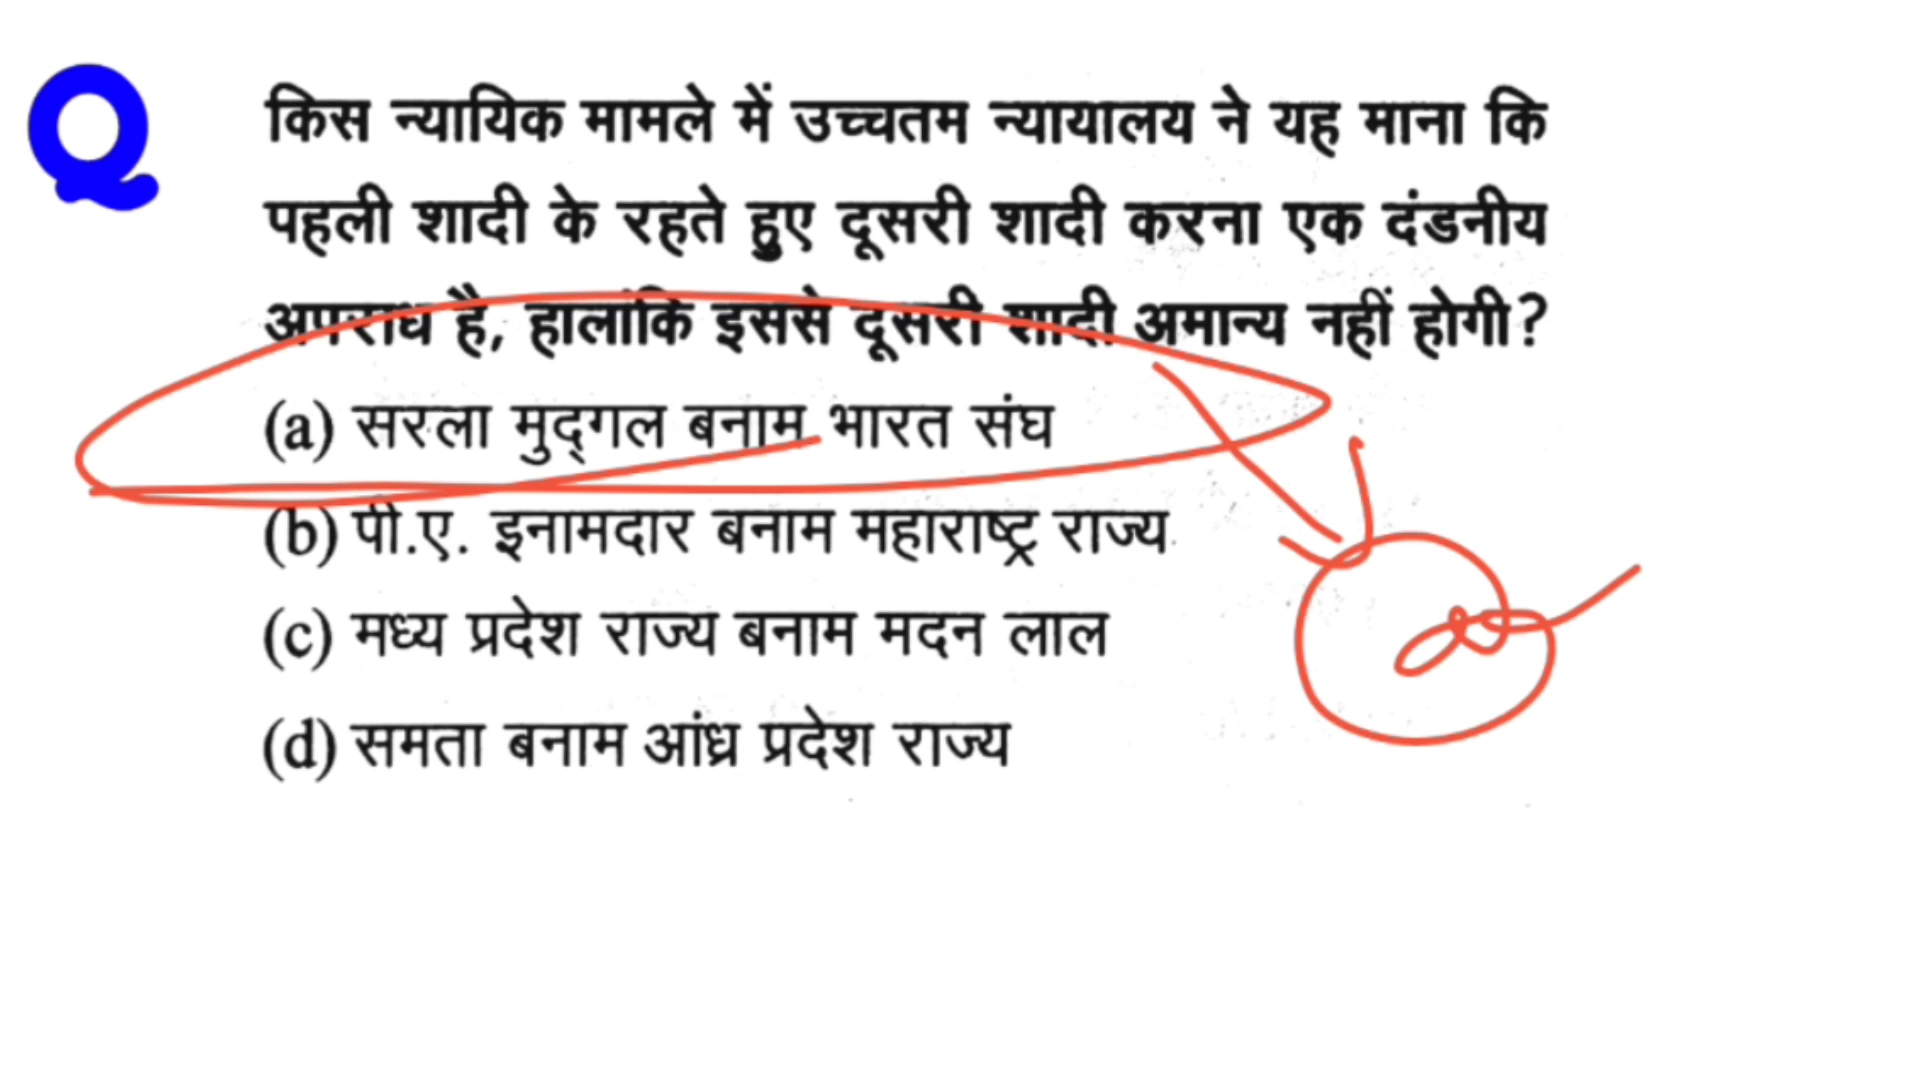 Q
किस न्यायिक मामले में उच्चतम न्यायालय ने यह माना कि
पहली शादी के रहते हुए दूसरी शादी करना एक दंडनीय
अपराध है, हालांकि इससे दूसरी शादी अमान्य नहीं होगी?
(a) सरला मुद्गल बनाम भारत संघ
(b) पी.ए. इनामदार बनाम महाराष्ट्र राज्य
(c) मध्य प्रदेश राज्य बनाम मदन लाल
(d) समता बनाम आंध्र प्रदेश राज्य